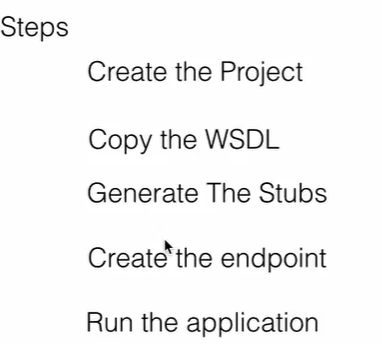 Steps
Create the Project
Copy the WSDL
Generate The Stubs
Create the endpoint
Run the application